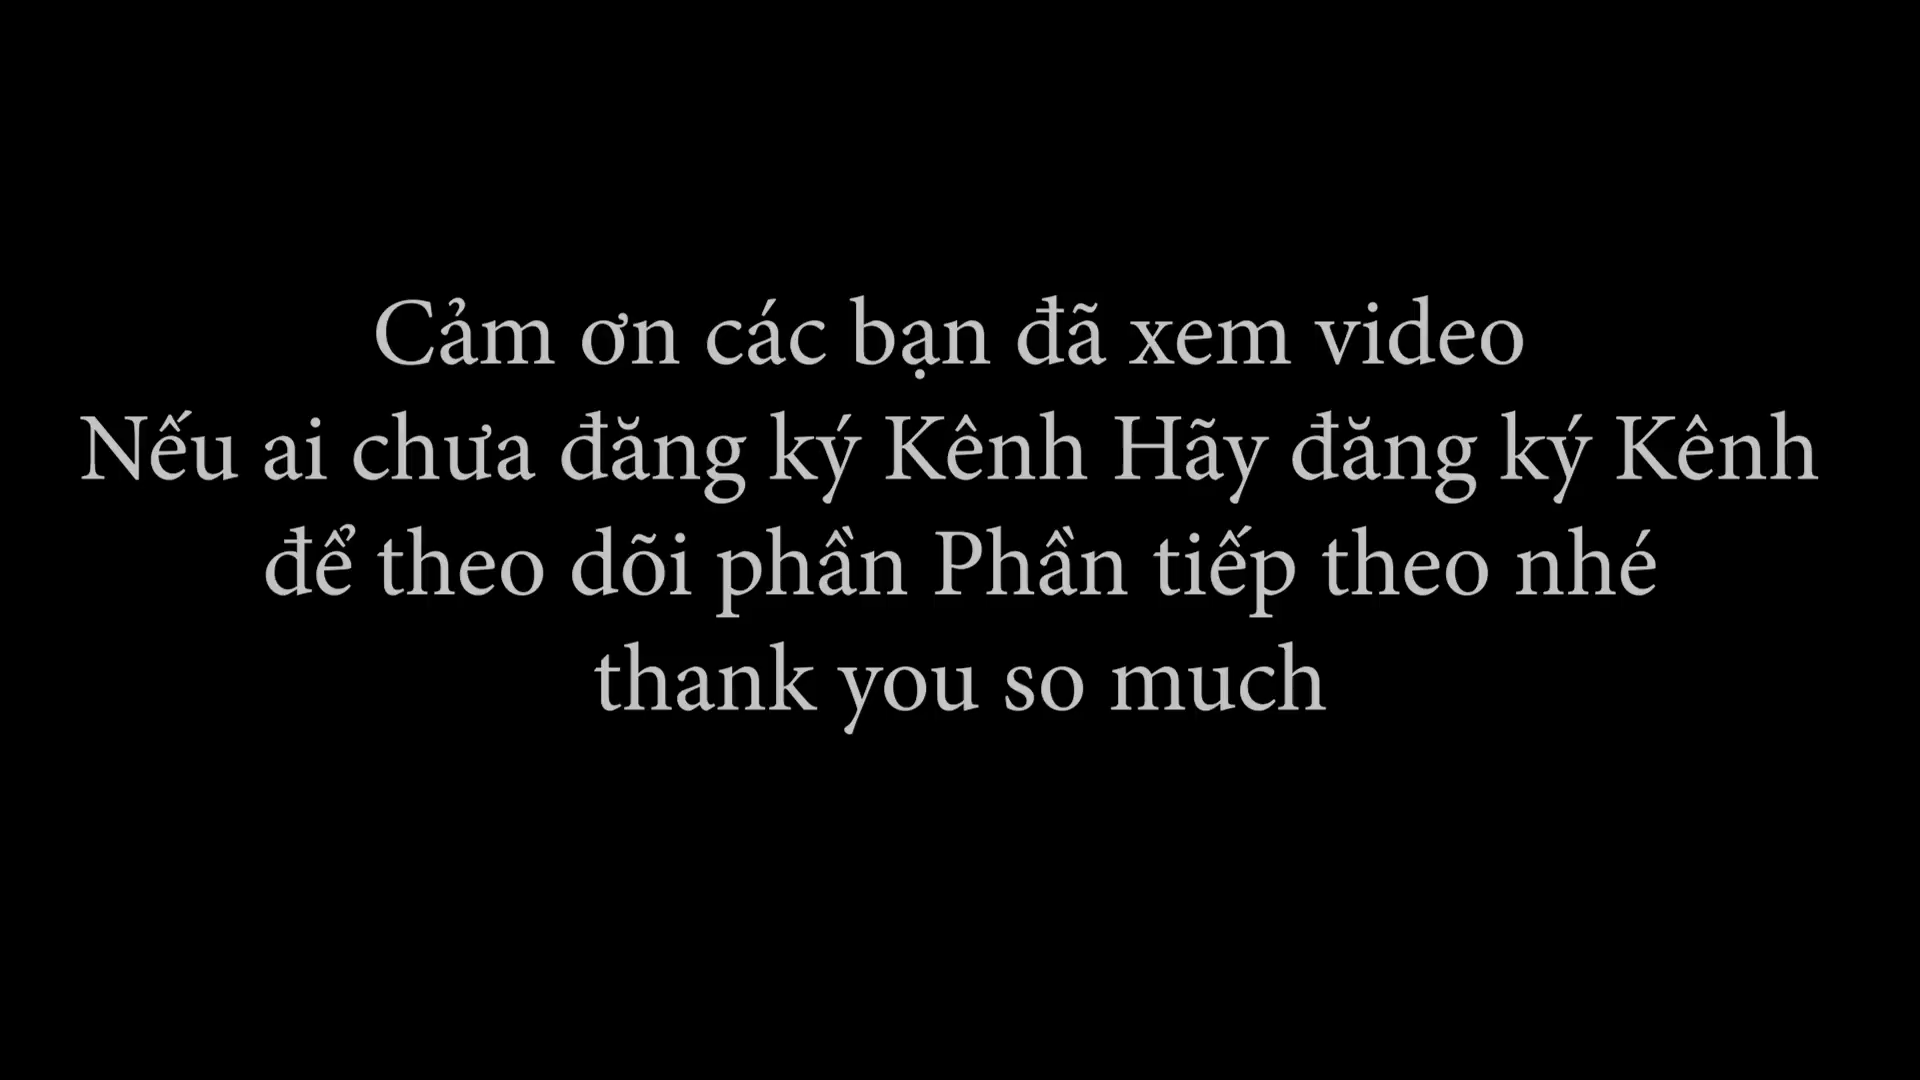 Cảm ơn các bạn đã xem video
Nếu ai chưa đăng ký Kênh Hãy đăng ký Kênh
để theo dõi phần Phần tiếp theo nhé
thank you so much